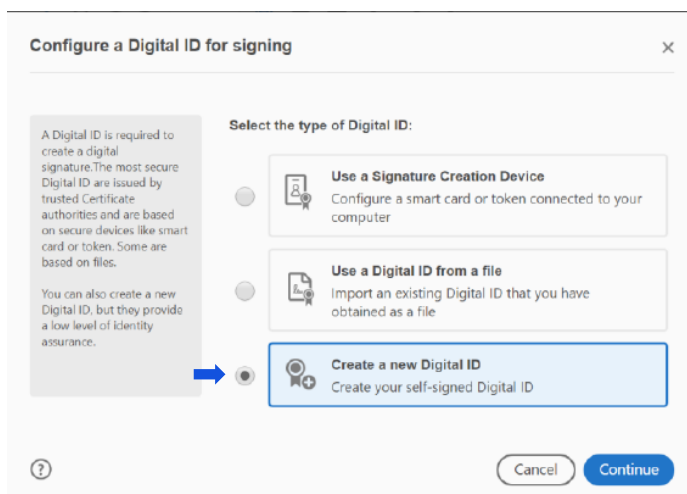 Configure a Digital ID for signing
A Digital ID is required to
create a digital
signature.The most secure
Digital ID are issued by
trusted Certificate
authorities and are based
on secure devices like smart
card or token. Some are
based on files.
You can also create a new
Digital ID, but they provide
a low level of identity
assurance.
Select the type of Digital ID:
Use a Signature Creation Device
Configure a smart card or token connected to your
computer
Use a Digital ID from a file
Import an existing Digital ID that you have
obtained as a file
Create a new Digital ID
Create your self-signed Digital ID
?
Cancel
Continue